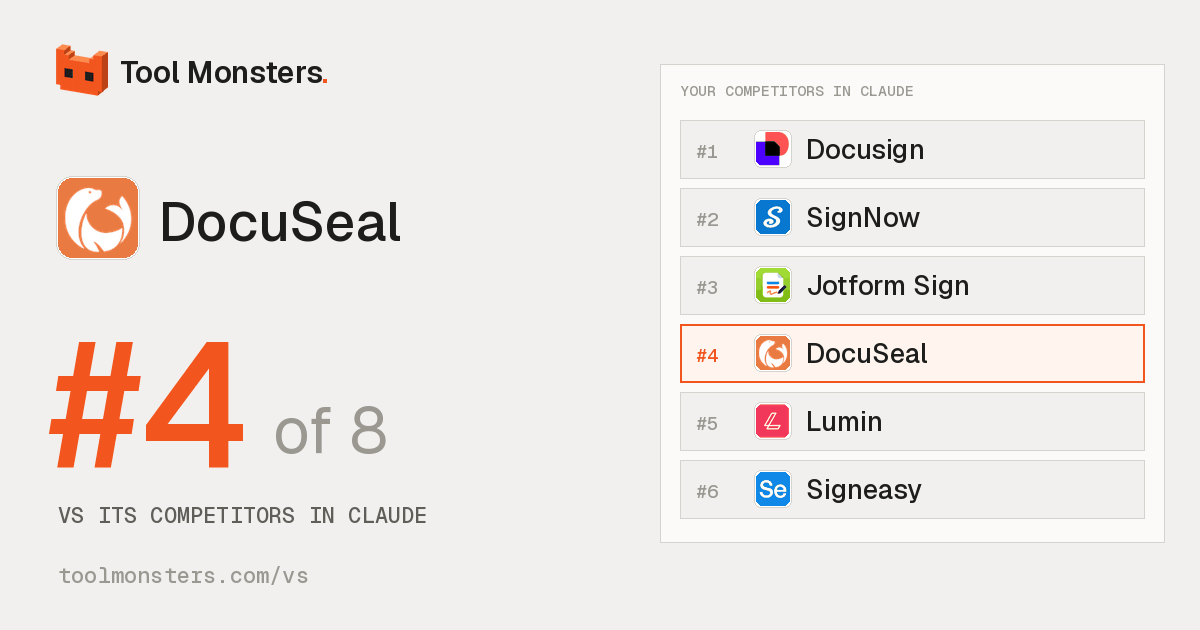 Tool Monsters.
DocuSeal
#4 of 8
VS ITS COMPETITORS IN CLAUDE
toolmonsters.com/vs
YOUR COMPETITORS IN CLAUDE
#1 Docusign
#2 S SignNow
#3 Jotform Sign
#4 DocuSeal
#5 L Lumin
#6 Se Signeasy